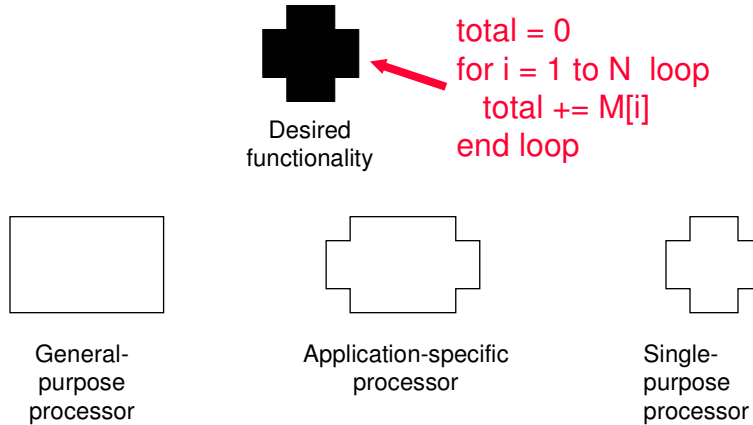 total = 0
for i = 1 to N loop
total += M[i]
end loop
Desired
functionality
General-
purpose
processor
Application-specific
processor
Single-
purpose
processor